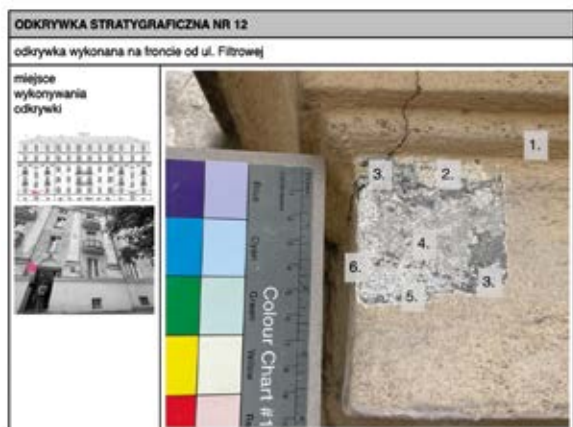 ODKRYWKA STRATYGRAFICZNA NR 12
odkrywka wykonana na froncie od ul. Filtrowej
miejsce
wykonywania
odkrywki
1.
3.
2.
4.
6.
3.
5.
Blue
Cyan
Green
Yellow
Colour Chart #1